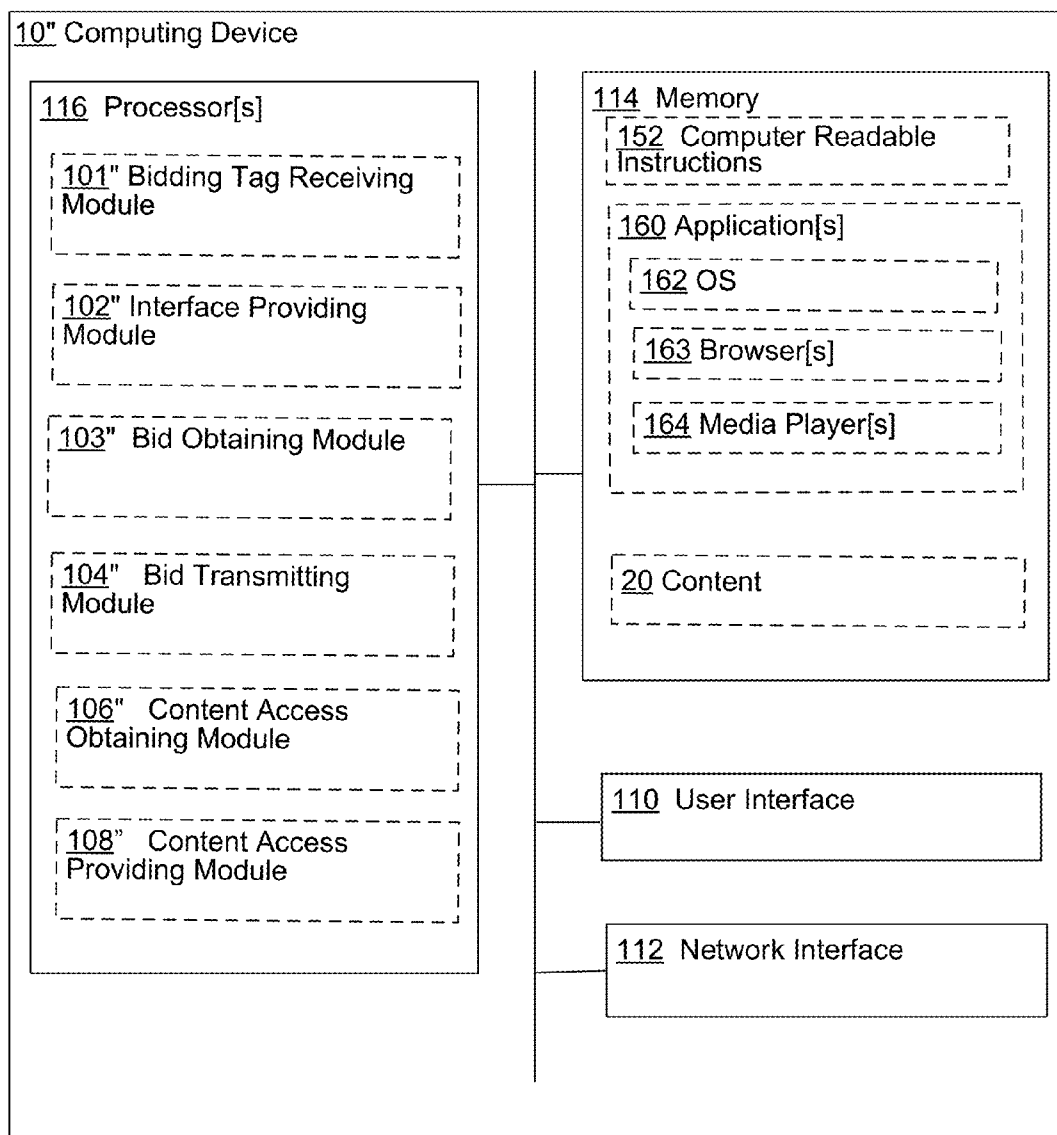 10" Computing Device
116 Processor[s]
101" Bidding Tag Receiving
Module
102" Interface Providing
Module
103" Bid Obtaining Module
104" Bid Transmitting
Module
106" Content Access
Obtaining Module
108” Content Access
Providing Module
114 Memory
152 Computer Readable
Instructions
160 Application[s]
162 OS
163 Browser[s]
164 Media Player[s]
20 Content
110 User Interface
112 Network Interface